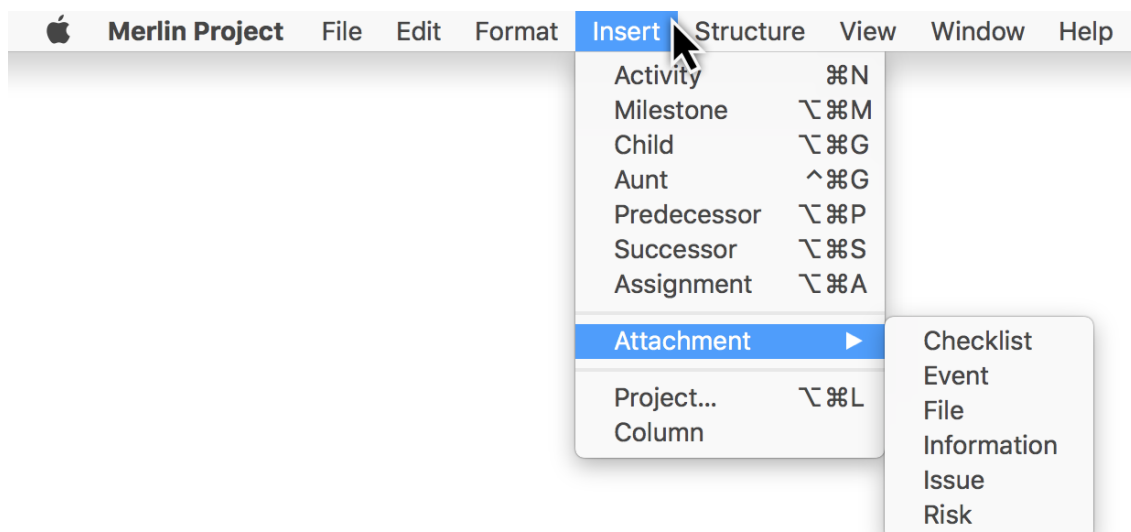 Merlin Project File Edit Format Insert Structure View Window Help
Activity ⌘N
Milestone ⌥⌘M
Child ⌥⌘G
Aunt ^⌘G
Predecessor ⌥⌘P
Successor ⌥⌘S
Assignment ⌥⌘A
Attachment ▶
Project... ⌥⌘L
Column
Checklist
Event
File
Information
Issue
Risk